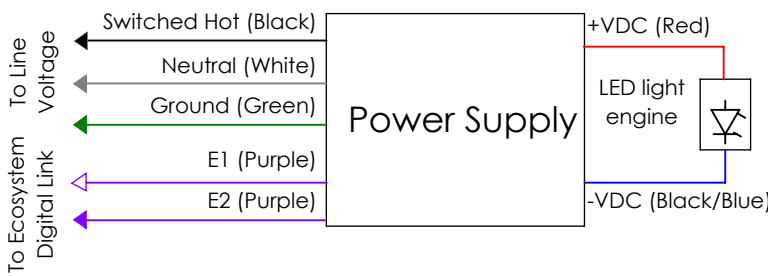 Switched Hot (Black)
Neutral (White)
Ground (Green)
To Line
Voltage
E1 (Purple)
E2 (Purple)
To Ecosystem
Digital Link
Power Supply
+VDC (Red)
LED light
engine
-VDC (Black/Blue)